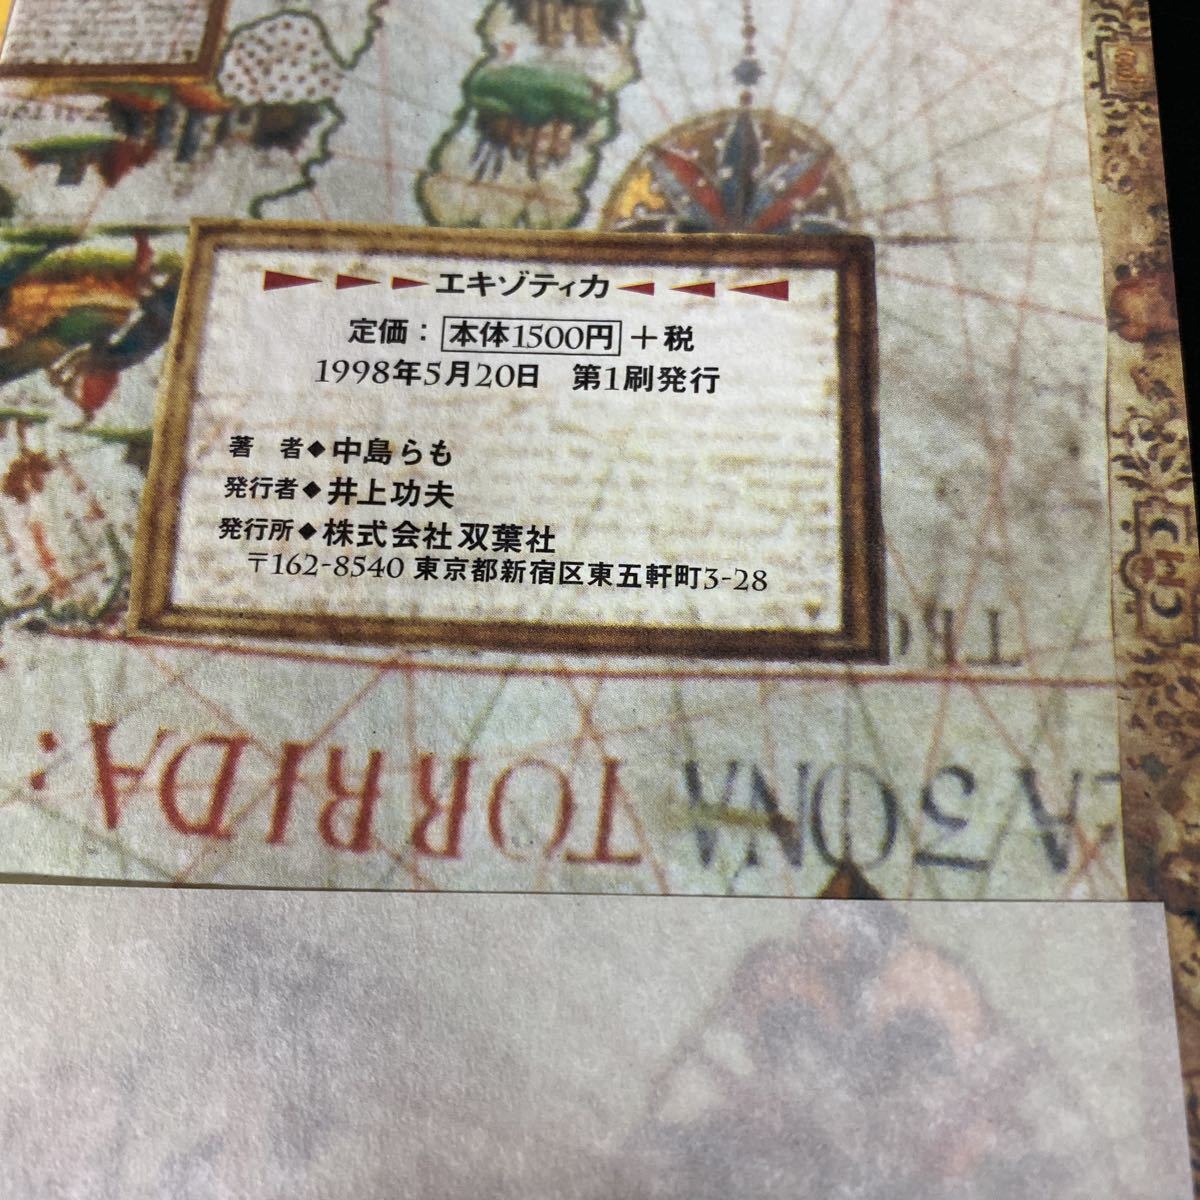 エキゾティカ
定価：本体1500円＋税
1998年5月20日　第1刷発行
著　者◆中島らも
発行者◆井上功夫
発行所◆株式会社 双葉社
〒162-8540 東京都新宿区東五軒町3-28
TORRIDA: